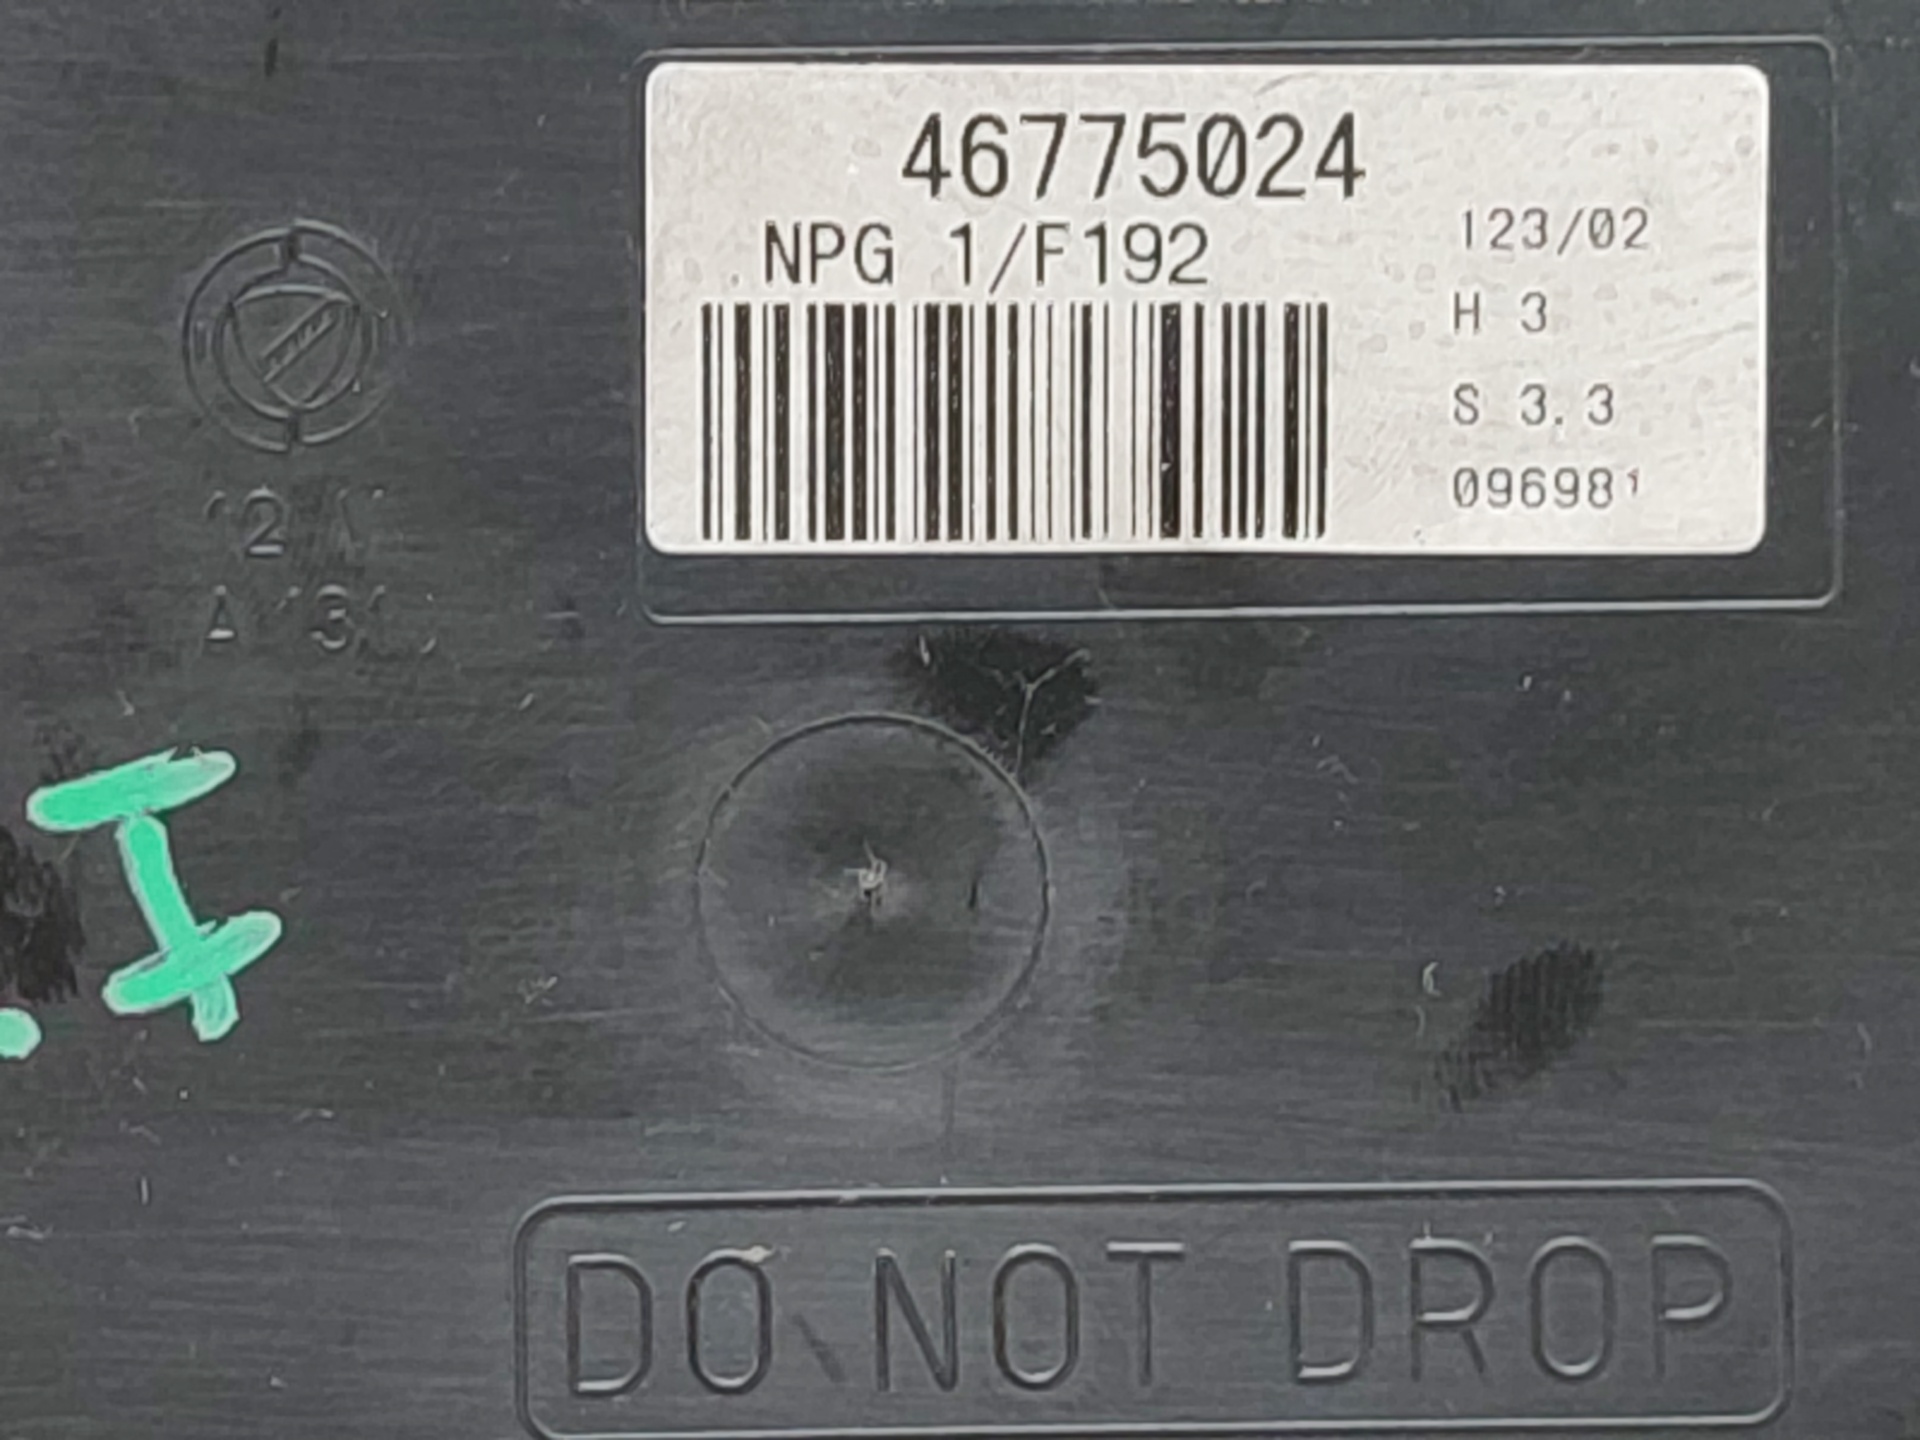 46775024
NPG 1/F192
123/02
H 3
S 3.3
096981
DO NOT DROP